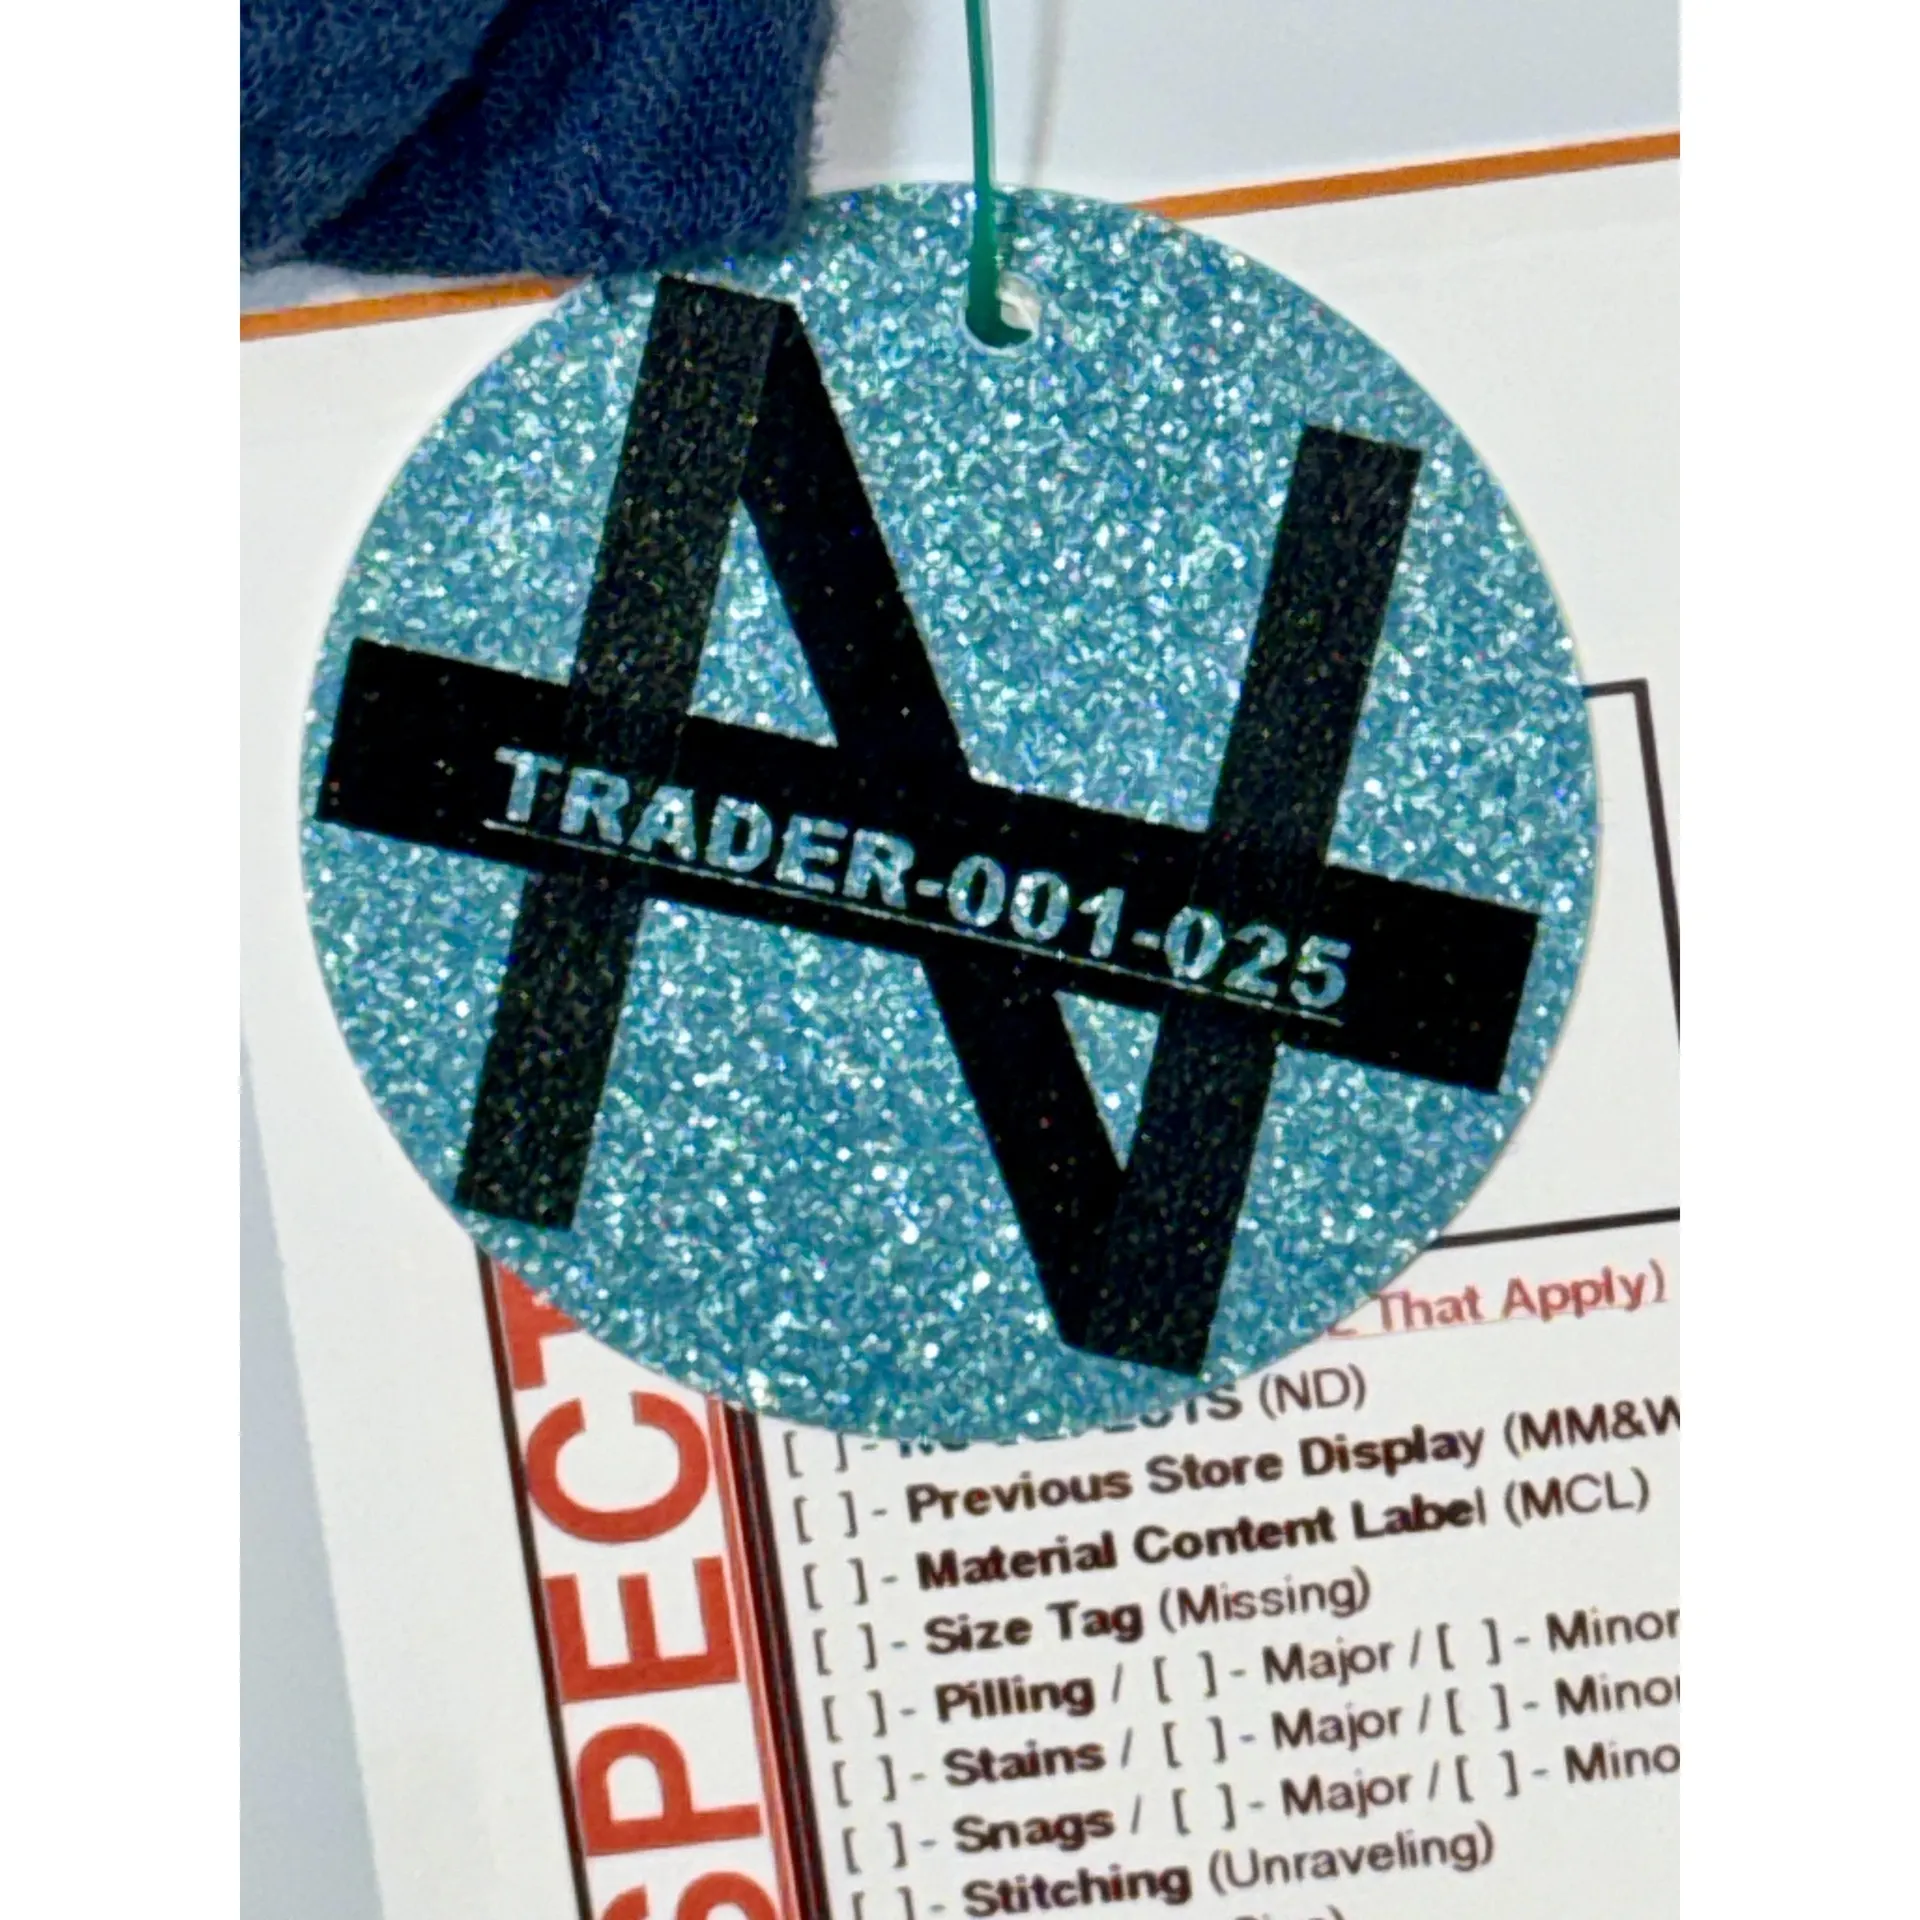 N
TRADER-001-025
That Apply)
(ND)
[ ]- Previous Store Display (MM&W
[ ]- Material Content Label (MCL)
[ ]- Size Tag (Missing)
[ ]- Pilling / [ ]- Major / [ ]- Minor
[ ]- Stains / [ ]- Major / [ ]- Minor
[ ]- Snags / [ ]- Major / [ ]- Mino
[ ]- Stitching (Unraveling)
SPECT